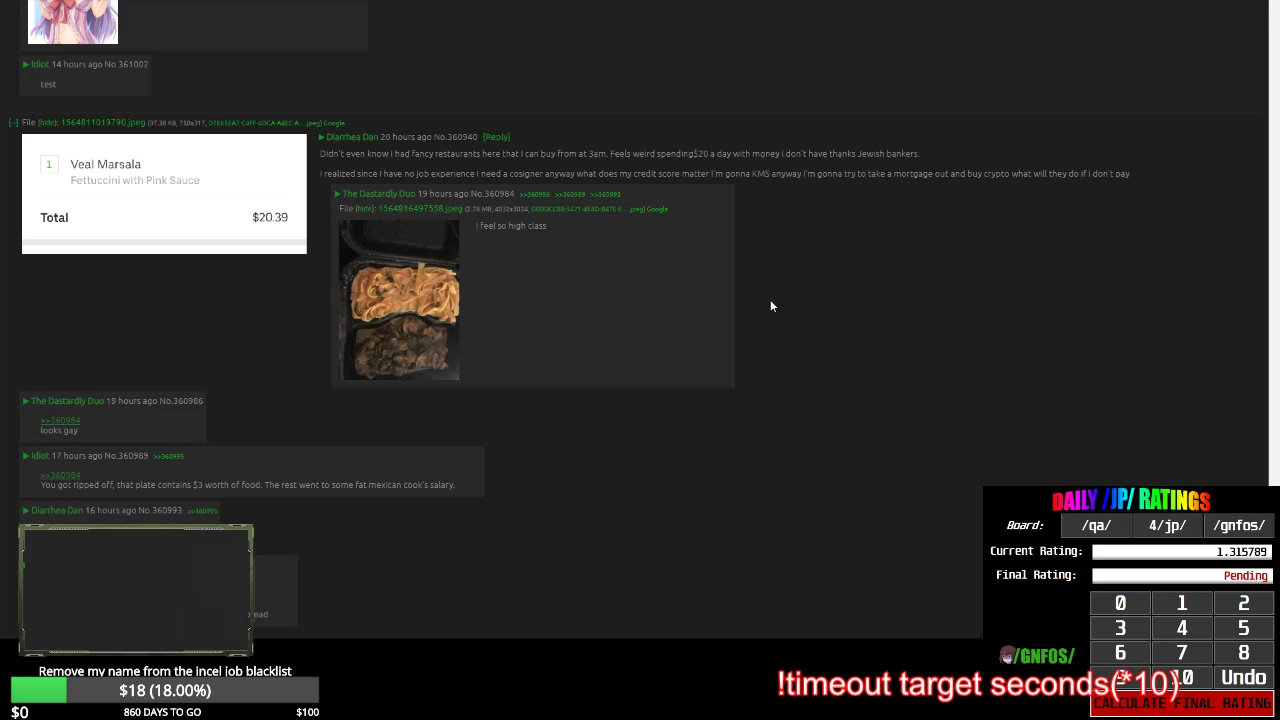 ▶ Idiot 14 hours ago No.361002
test
[–] File (hide): 1564811019790.jpeg
▶ Diarrhea Dan 20 hours ago No.360940 [Reply]
Didn't even know I had fancy restaurants here that I can buy from at 3am. Feels weird spending$20 a day with money I don't have thanks Jewish bankers.
I realized since I have no job experience I need a cosigner anyway what does my credit score matter I'm gonna KMS anyway I'm gonna try to take a mortgage out and buy crypto what will they do if I don't pay.
1 Veal Marsala
Fettuccini with Pink Sauce
Total $20.39
▶ The Dastardly Duo 19 hours ago No.360984 >>360986 >>360989 >>360993
File (hide): 1564816497558.jpeg
I feel so high class
▶ The Dastardly Duo 19 hours ago No.360986
>>360984
looks gay
▶ Idiot 17 hours ago No.360989 >>360995
>>360984
You got ripped off, that plate contains $3 worth of food. The rest went to some fat mexican cook's salary.
▶ Diarrhea Dan 16 hours ago No.360993
DAILY /JP/ RATINGS
Board: /qa/ 4/jp/ /gnfos/
Current Rating: 1.315789
Final Rating: Pending
0 1 2
3 4 5
6 7 8
10 Undo
/GNFOS/
CALCULATE FINAL RATING
!timeout target seconds(*10)
Remove my name from the incel job blacklist
$18 (18.00%)
$0 860 DAYS TO GO $100